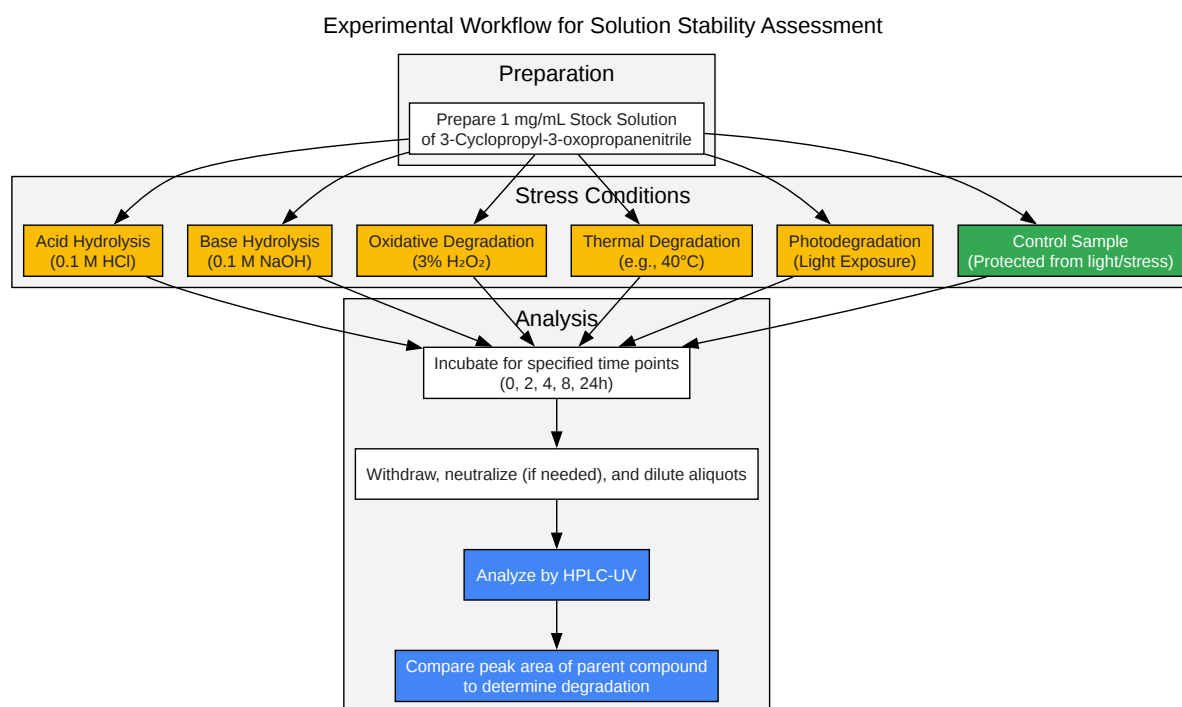 Experimental Workflow for Solution Stability Assessment
Preparation
Prepare 1 mg/mL Stock Solution
of 3-Cyclopropyl-3-oxopropanenitrile
Stress Conditions
Acid Hydrolysis
(0.1 M HCl)
Base Hydrolysis
(0.1 M NaOH)
Oxidative Degradation
(3% H₂O₂)
Thermal Degradation
(e.g., 40°C)
Photodegradation
(Light Exposure)
Control Sample
(Protected from light/stress)
Analysis
Incubate for specified time points
(0, 2, 4, 8, 24h)
Withdraw, neutralize (if needed), and dilute aliquots
Analyze by HPLC-UV
Compare peak area of parent compound
to determine degradation